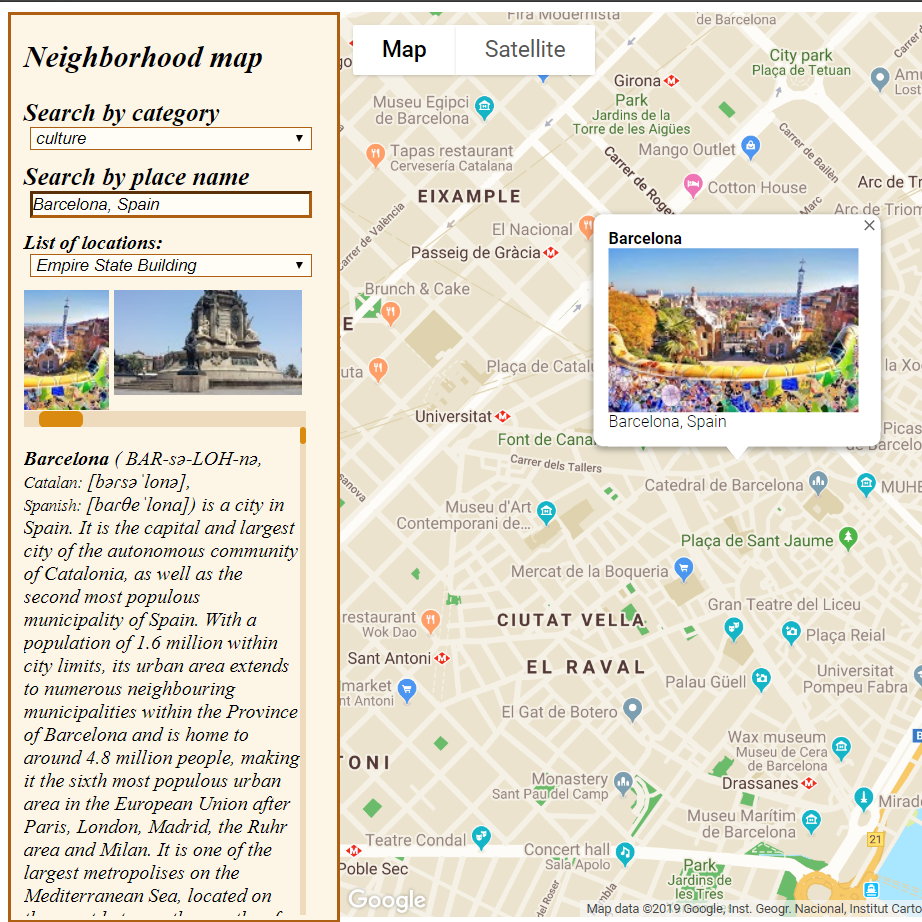 Neighborhood map
Search by category
culture
Search by place name
Barcelona, Spain
List of locations:
Empire State Building
Barcelona ( BAR-sə-LOH-nə,
Catalan: [bərsəˈlonə],
Spanish: [baɾθeˈlona]) is a city in
Spain. It is the capital and largest
city of the autonomous community
of Catalonia, as well as the
second most populous
municipality of Spain. With a
population of 1.6 million within
city limits, its urban area extends
to numerous neighbouring
municipalities within the Province
of Barcelona and is home to
around 4.8 million people, making
it the sixth most populous urban
area in the European Union after
Paris, London, Madrid, the Ruhr
area and Milan. It is one of the
largest metropolises on the
Mediterranean Sea, located on
Map
Satellite
Fira Modernista
de Barcelona
City park
Plaça de Tetuan
Girona
Museu Egipci
de Barcelona
Park
Jardins de la
Torre de les Aigües
Carrer de Bailèn
Tapas restaurant
Cervesería Catalana
Mango Outlet
Carrer de Roger
Cotton House
Arc de Tr
Marc
Arc de Triom
EIXAMPLE
Carrer de València
El Nacional
Passeig de Gràcia
Barcelona
Barcelona, Spain
Brunch & Cake
E
Plaça de Catalu
la Xo
uta
Universitat
Picas
de Barcelona
Font de Cana
Carrer dels Tallers
Catedral de Barcelona
MUHB
Museu d'Art
Contemporani de...
Plaça de Sant Jaume
Mercat de la Boqueria
Gran Teatre del Liceu
restaurant
Wok Dao
CIUTAT VELLA
Plaça Reial
Sant Antoni
EL RAVAL
Universitat
Pompeu Fabra
Palau Güell
market
nt Antoni
El Gat de Botero
Wax museum
Museu de Cera
de Barcelona
TONI
Monastery
Sant Pau del Camp
Drassanes
Mirado
Museu Marítim
de Barcelona
21
Teatre Condal
Concert hall
Sala Apolo
Poble Sec
Park
Jardins de
les Tres
Google
Map data ©2019 Google, Inst. Geogr. Nacional, Institut Carto